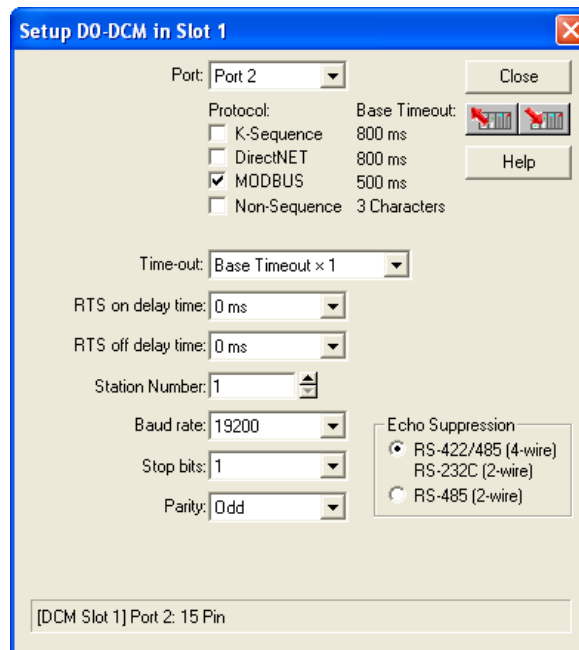 Setup D0-DCM in Slot 1
Port: Port 2
Close
Protocol: Base Timeout:
K-Sequence 800 ms
DirectNET 800 ms
MODBUS 500 ms
Non-Sequence 3 Characters
Help
Time-out: Base Timeout × 1
RTS on delay time: 0 ms
RTS off delay time: 0 ms
Station Number: 1
Baud rate: 19200
Stop bits: 1
Parity: Odd
Echo Suppression
RS-422/485 (4-wire)
RS-232C (2-wire)
RS-485 (2-wire)
[DCM Slot 1] Port 2: 15 Pin